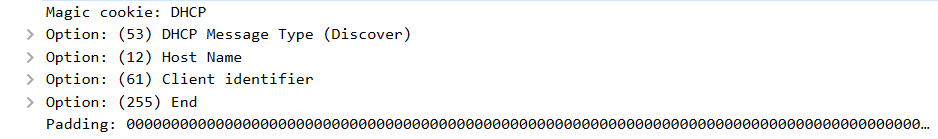 Magic cookie: DHCP
Option: (53) DHCP Message Type (Discover)
Option: (12) Host Name
Option: (61) Client identifier
Option: (255) End
Padding: 00000000000000000000000000000000000000000000000000000000000000000000000000000000000000000000000000000000000…